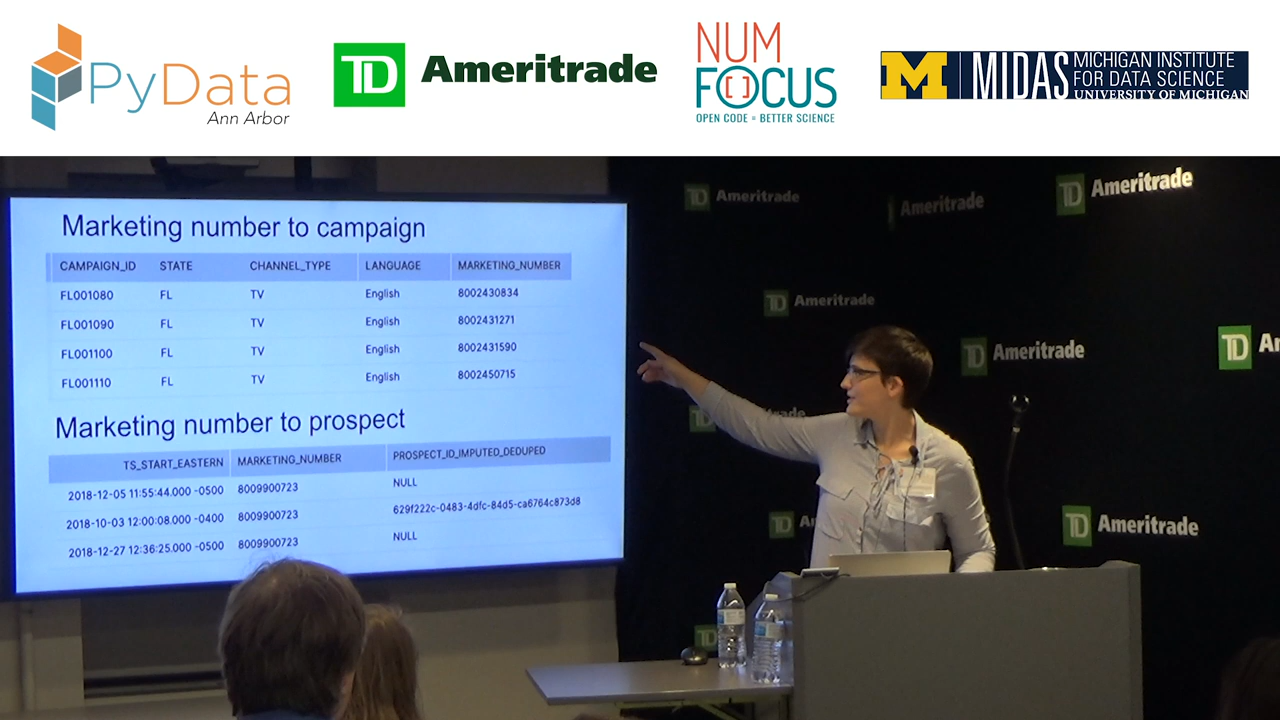 PyData
Ann Arbor
TD Ameritrade
NUM
FOCUS
OPEN CODE = BETTER SCIENCE
M MIDAS
MICHIGAN INSTITUTE
FOR DATA SCIENCE
UNIVERSITY OF MICHIGAN
Marketing number to campaign
CAMPAIGN_ID STATE CHANNEL_TYPE LANGUAGE MARKETING_NUMBER
FL001080 FL TV English 8002430834
FL001090 FL TV English 8002431271
FL001100 FL TV English 8002431590
FL001110 FL TV English 8002450715
Marketing number to prospect
TS_START_EASTERN MARKETING_NUMBER PROSPECT_ID_IMPUTED_DEDUPED
2018-12-05 11:55:44.000 -0500 8009900723 NULL
2018-10-03 12:00:08.000 -0400 8009900723 629f222c-0483-4dfc-84d5-ca6764c873d8
2018-12-27 12:36:25.000 -0500 8009900723 NULL
TD Ameritrade
Ameritrade
TD Ameritrade
TD Ameritrade
TD Ameritrade
TD A
TD
TD A
TD Ameritrade
TD